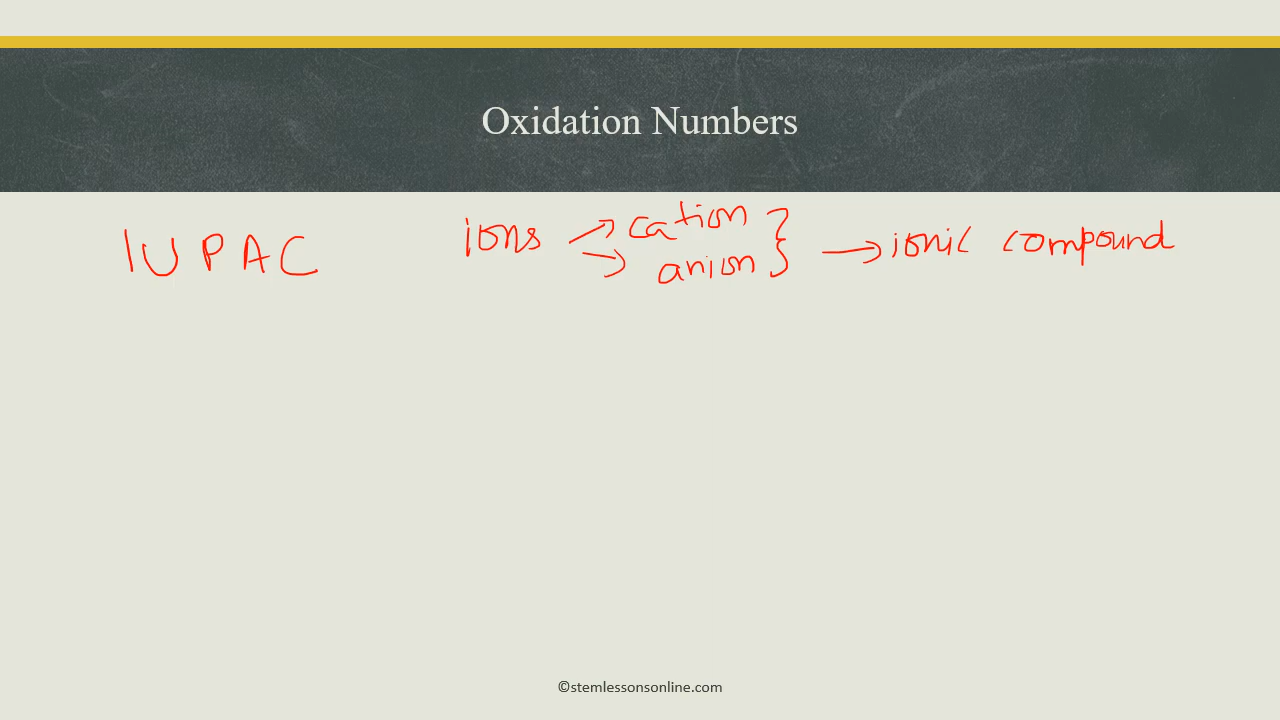 Oxidation Numbers
IUPAC
ions → cation } → ionic compound
→ anion
©stemlessonsonline.com